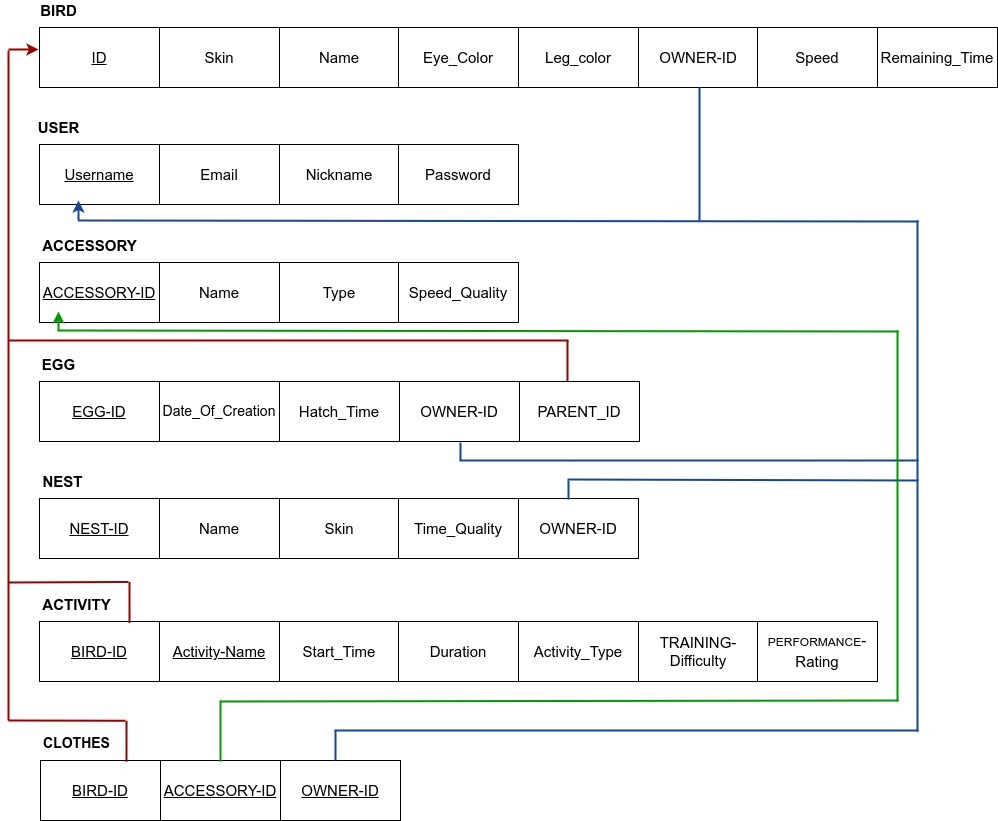 BIRD
ID Skin Name Eye_Color Leg_color OWNER-ID Speed Remaining_Time
USER
Username Email Nickname Password
ACCESSORY
ACCESSORY-ID Name Type Speed_Quality
EGG
EGG-ID Date_Of_Creation Hatch_Time OWNER-ID PARENT_ID
NEST
NEST-ID Name Skin Time_Quality OWNER-ID
ACTIVITY
BIRD-ID Activity-Name Start_Time Duration Activity_Type TRAINING-Difficulty PERFORMANCE-Rating
CLOTHES
BIRD-ID ACCESSORY-ID OWNER-ID